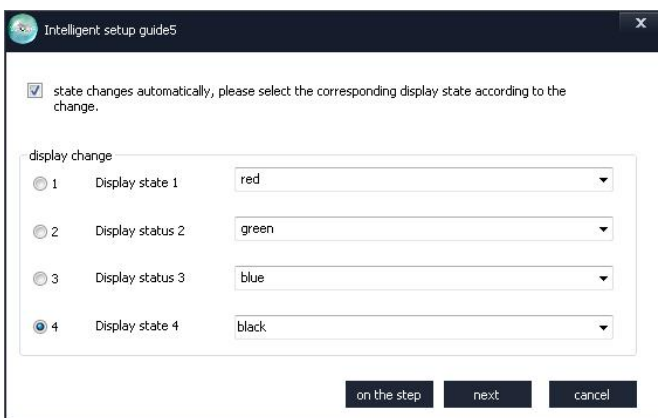 Intelligent setup guide5
x
state changes automatically, please select the corresponding display state according to the
change.
display change
1 Display state 1 red
2 Display status 2 green
3 Display status 3 blue
4 Display state 4 black
on the step next cancel